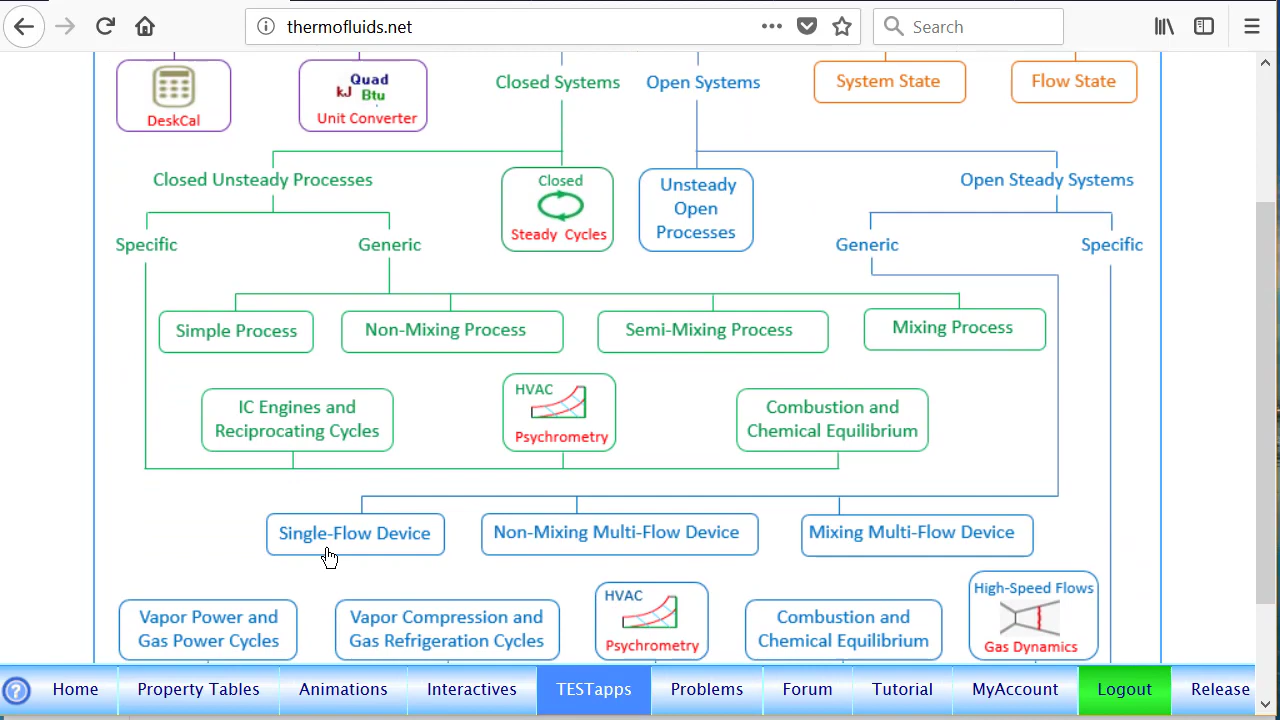 thermofluids.net
Search
DeskCal
Quad
kJ
Btu
Unit Converter
Closed Systems
Open Systems
System State
Flow State
Closed Unsteady Processes
Closed
Steady Cycles
Unsteady
Open
Processes
Open Steady Systems
Specific
Generic
Generic
Specific
Simple Process
Non-Mixing Process
Semi-Mixing Process
Mixing Process
IC Engines and
Reciprocating Cycles
HVAC
Psychrometry
Combustion and
Chemical Equilibrium
Single-Flow Device
Non-Mixing Multi-Flow Device
Mixing Multi-Flow Device
Vapor Power and
Gas Power Cycles
Vapor Compression and
Gas Refrigeration Cycles
HVAC
Psychrometry
Combustion and
Chemical Equilibrium
High-Speed Flows
Gas Dynamics
? Home Property Tables Animations Interactives TESTapps Problems Forum Tutorial MyAccount Logout Release